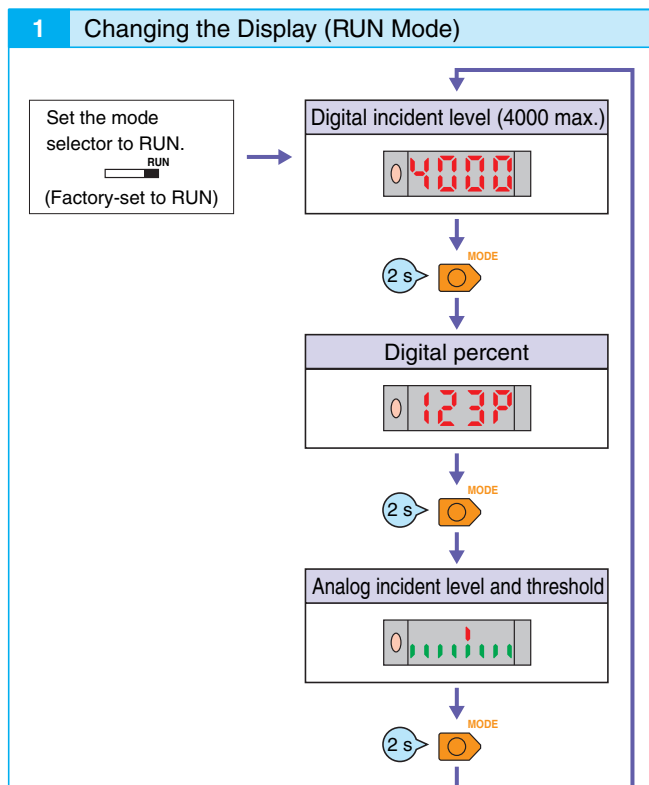 1 Changing the Display (RUN Mode)
Set the mode
selector to RUN.
RUN
(Factory-set to RUN)
Digital incident level (4000 max.)
4000
MODE
2 s
Digital percent
123P
MODE
2 s
Analog incident level and threshold
MODE
2 s